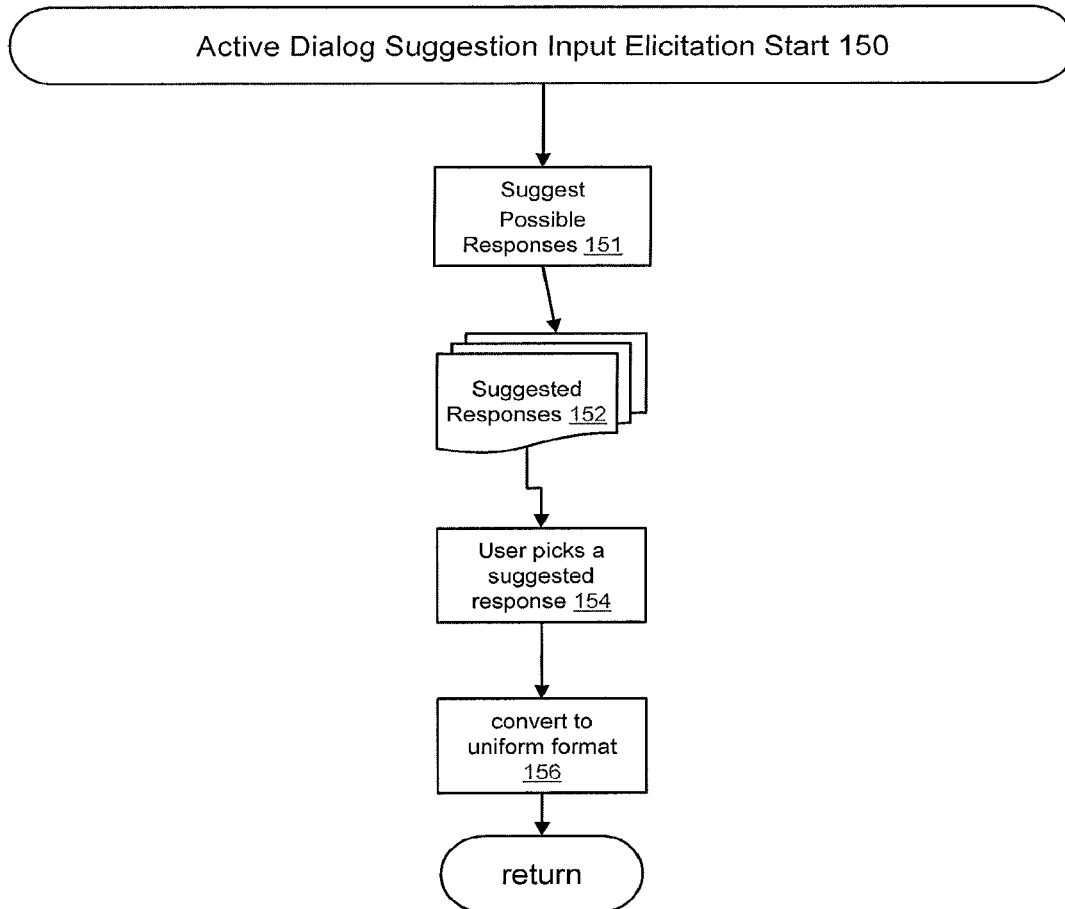 Active Dialog Suggestion Input Elicitation Start 150
Suggest
Possible
Responses 151
Suggested
Responses 152
User picks a
suggested
response 154
convert to
uniform format
156
return